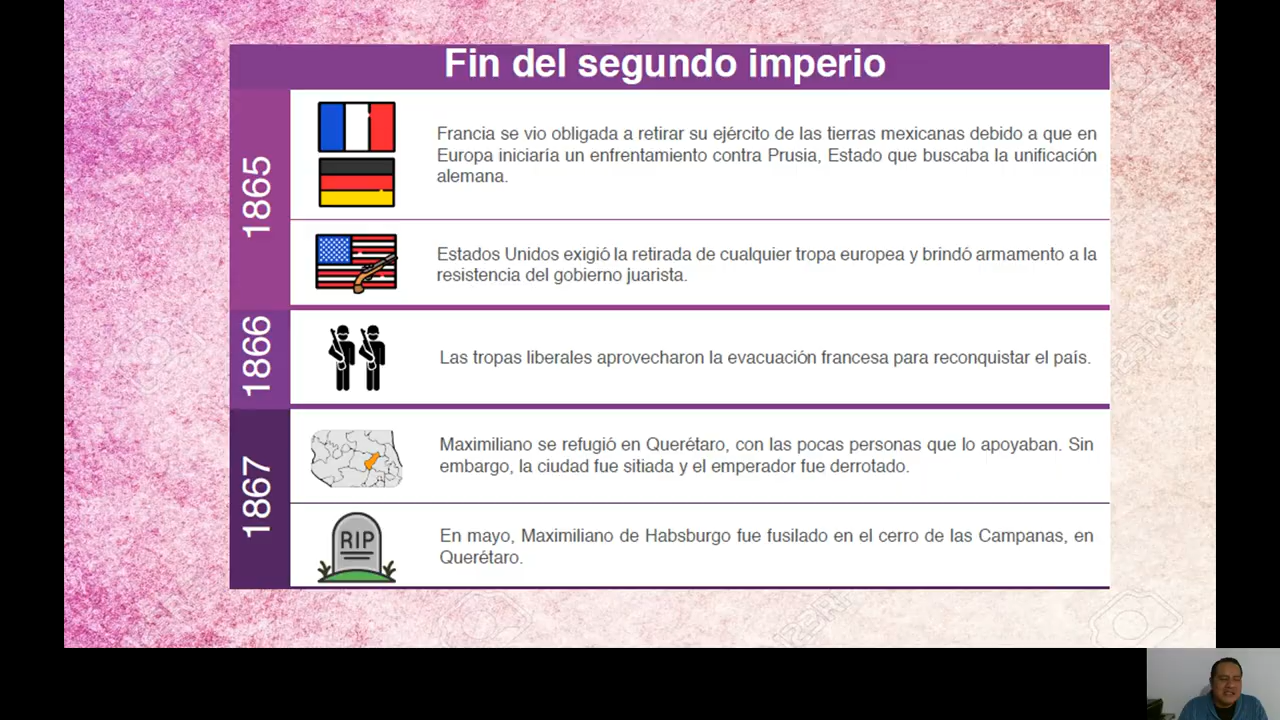 Fin del segundo imperio
1865
Francia se vio obligada a retirar su ejército de las tierras mexicanas debido a que en
Europa iniciaría un enfrentamiento contra Prusia, Estado que buscaba la unificación
alemana.
Estados Unidos exigió la retirada de cualquier tropa europea y brindó armamento a la
resistencia del gobierno juarista.
1866
Las tropas liberales aprovecharon la evacuación francesa para reconquistar el país.
1867
Maximiliano se refugió en Querétaro, con las pocas personas que lo apoyaban. Sin
embargo, la ciudad fue sitiada y el emperador fue derrotado.
RIP
En mayo, Maximiliano de Habsburgo fue fusilado en el cerro de las Campanas, en
Querétaro.